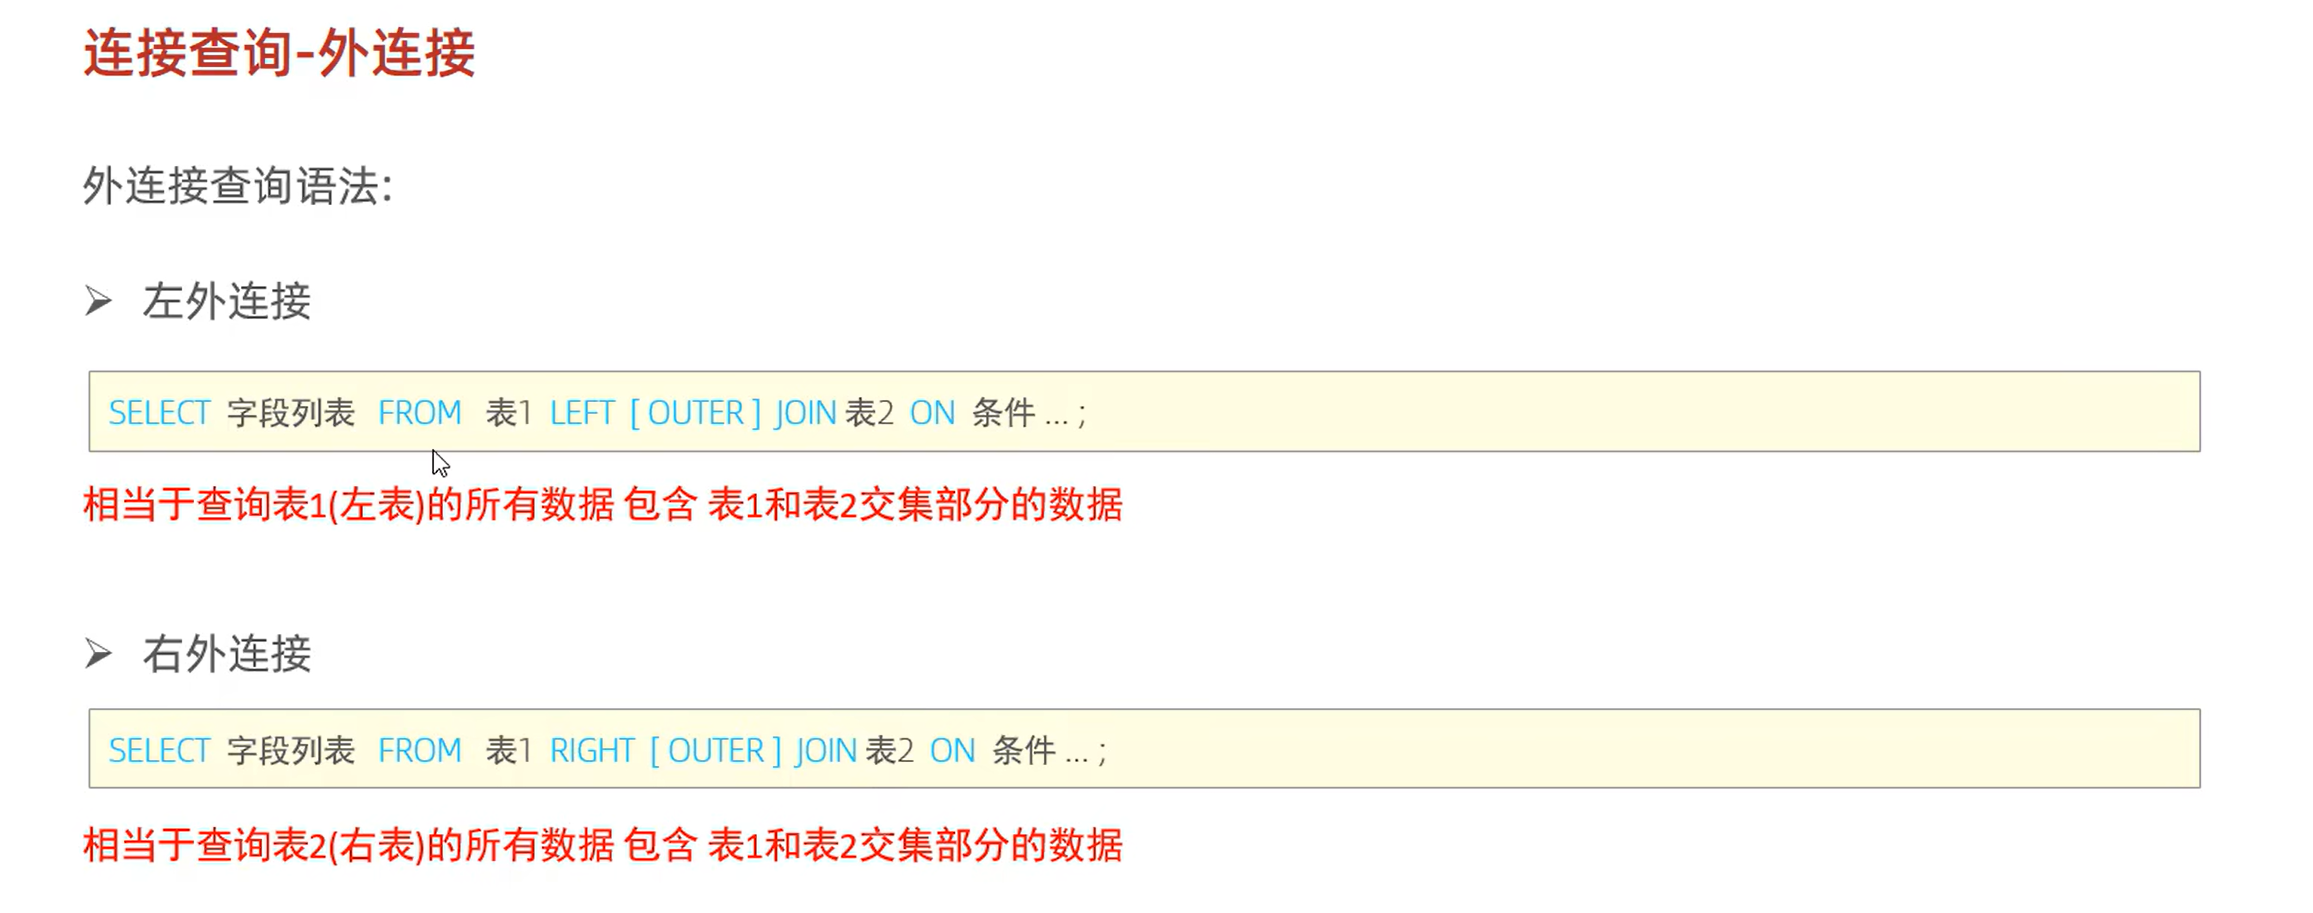 连接查询-外连接
外连接查询语法:
➢ 左外连接
SELECT 字段列表 FROM 表1 LEFT [ OUTER ] JOIN 表2 ON 条件 ... ;
相当于查询表1(左表)的所有数据 包含 表1和表2交集部分的数据
➢ 右外连接
SELECT 字段列表 FROM 表1 RIGHT [ OUTER ] JOIN 表2 ON 条件 ... ;
相当于查询表2(右表)的所有数据 包含 表1和表2交集部分的数据